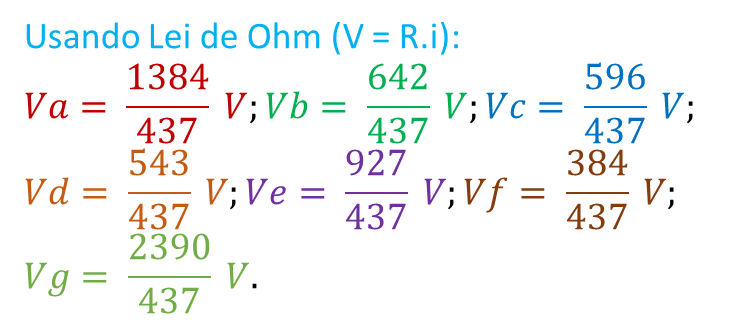 Usando Lei de Ohm (V = R.i):
Va = 1384/437 V; Vb = 642/437 V; Vc = 596/437 V;
Vd = 543/437 V; Ve = 927/437 V; Vf = 384/437 V;
Vg = 2390/437 V.